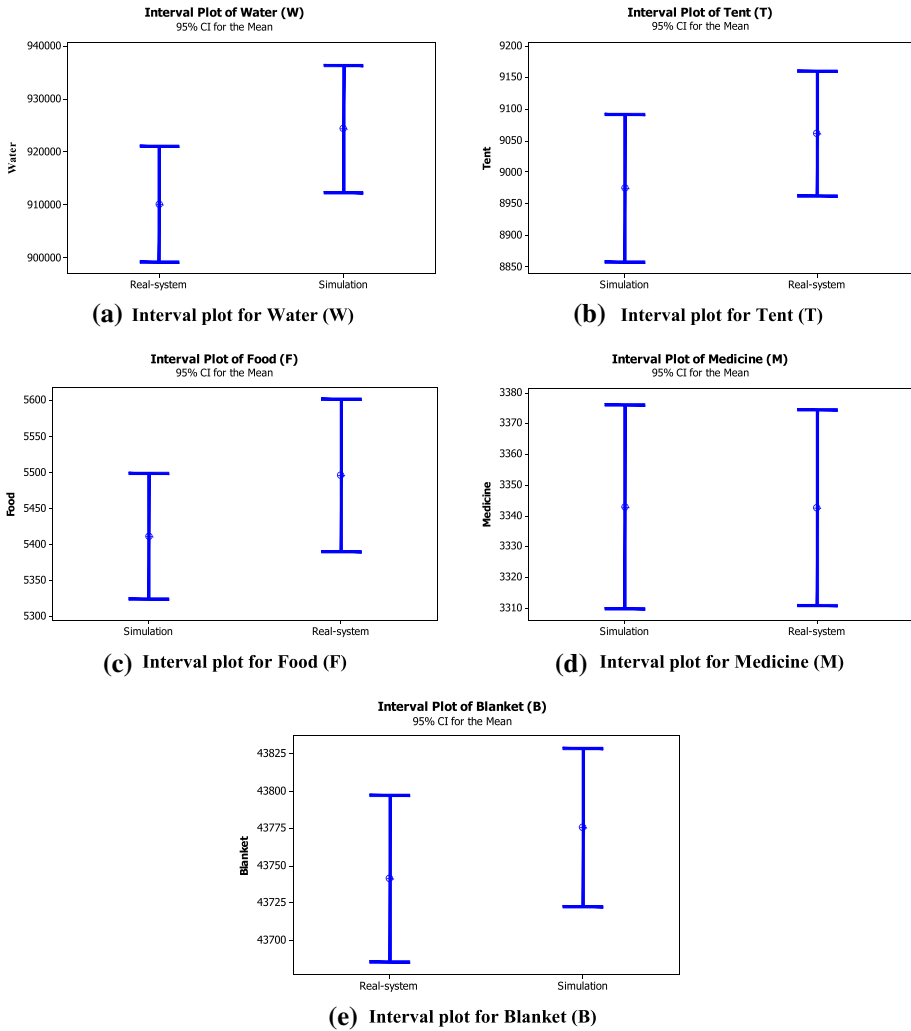 Interval Plot of Water (W)
95% CI for the Mean
940000
930000
920000
910000
900000
Water
Real-system Simulation
(a) Interval plot for Water (W)
Interval Plot of Tent (T)
95% CI for the Mean
9200
9150
9100
9050
9000
8950
8900
8850
Tent
Simulation Real-system
(b) Interval plot for Tent (T)
Interval Plot of Food (F)
95% CI for the Mean
5600
5550
5500
5450
5400
5350
5300
Food
Simulation Real-system
(c) Interval plot for Food (F)
Interval Plot of Medicine (M)
95% CI for the Mean
3380
3370
3360
3350
3340
3330
3320
3310
Medicine
Simulation Real-system
(d) Interval plot for Medicine (M)
Interval Plot of Blanket (B)
95% CI for the Mean
43825
43800
43775
43750
43725
43700
Blanket
Real-system Simulation
(e) Interval plot for Blanket (B)